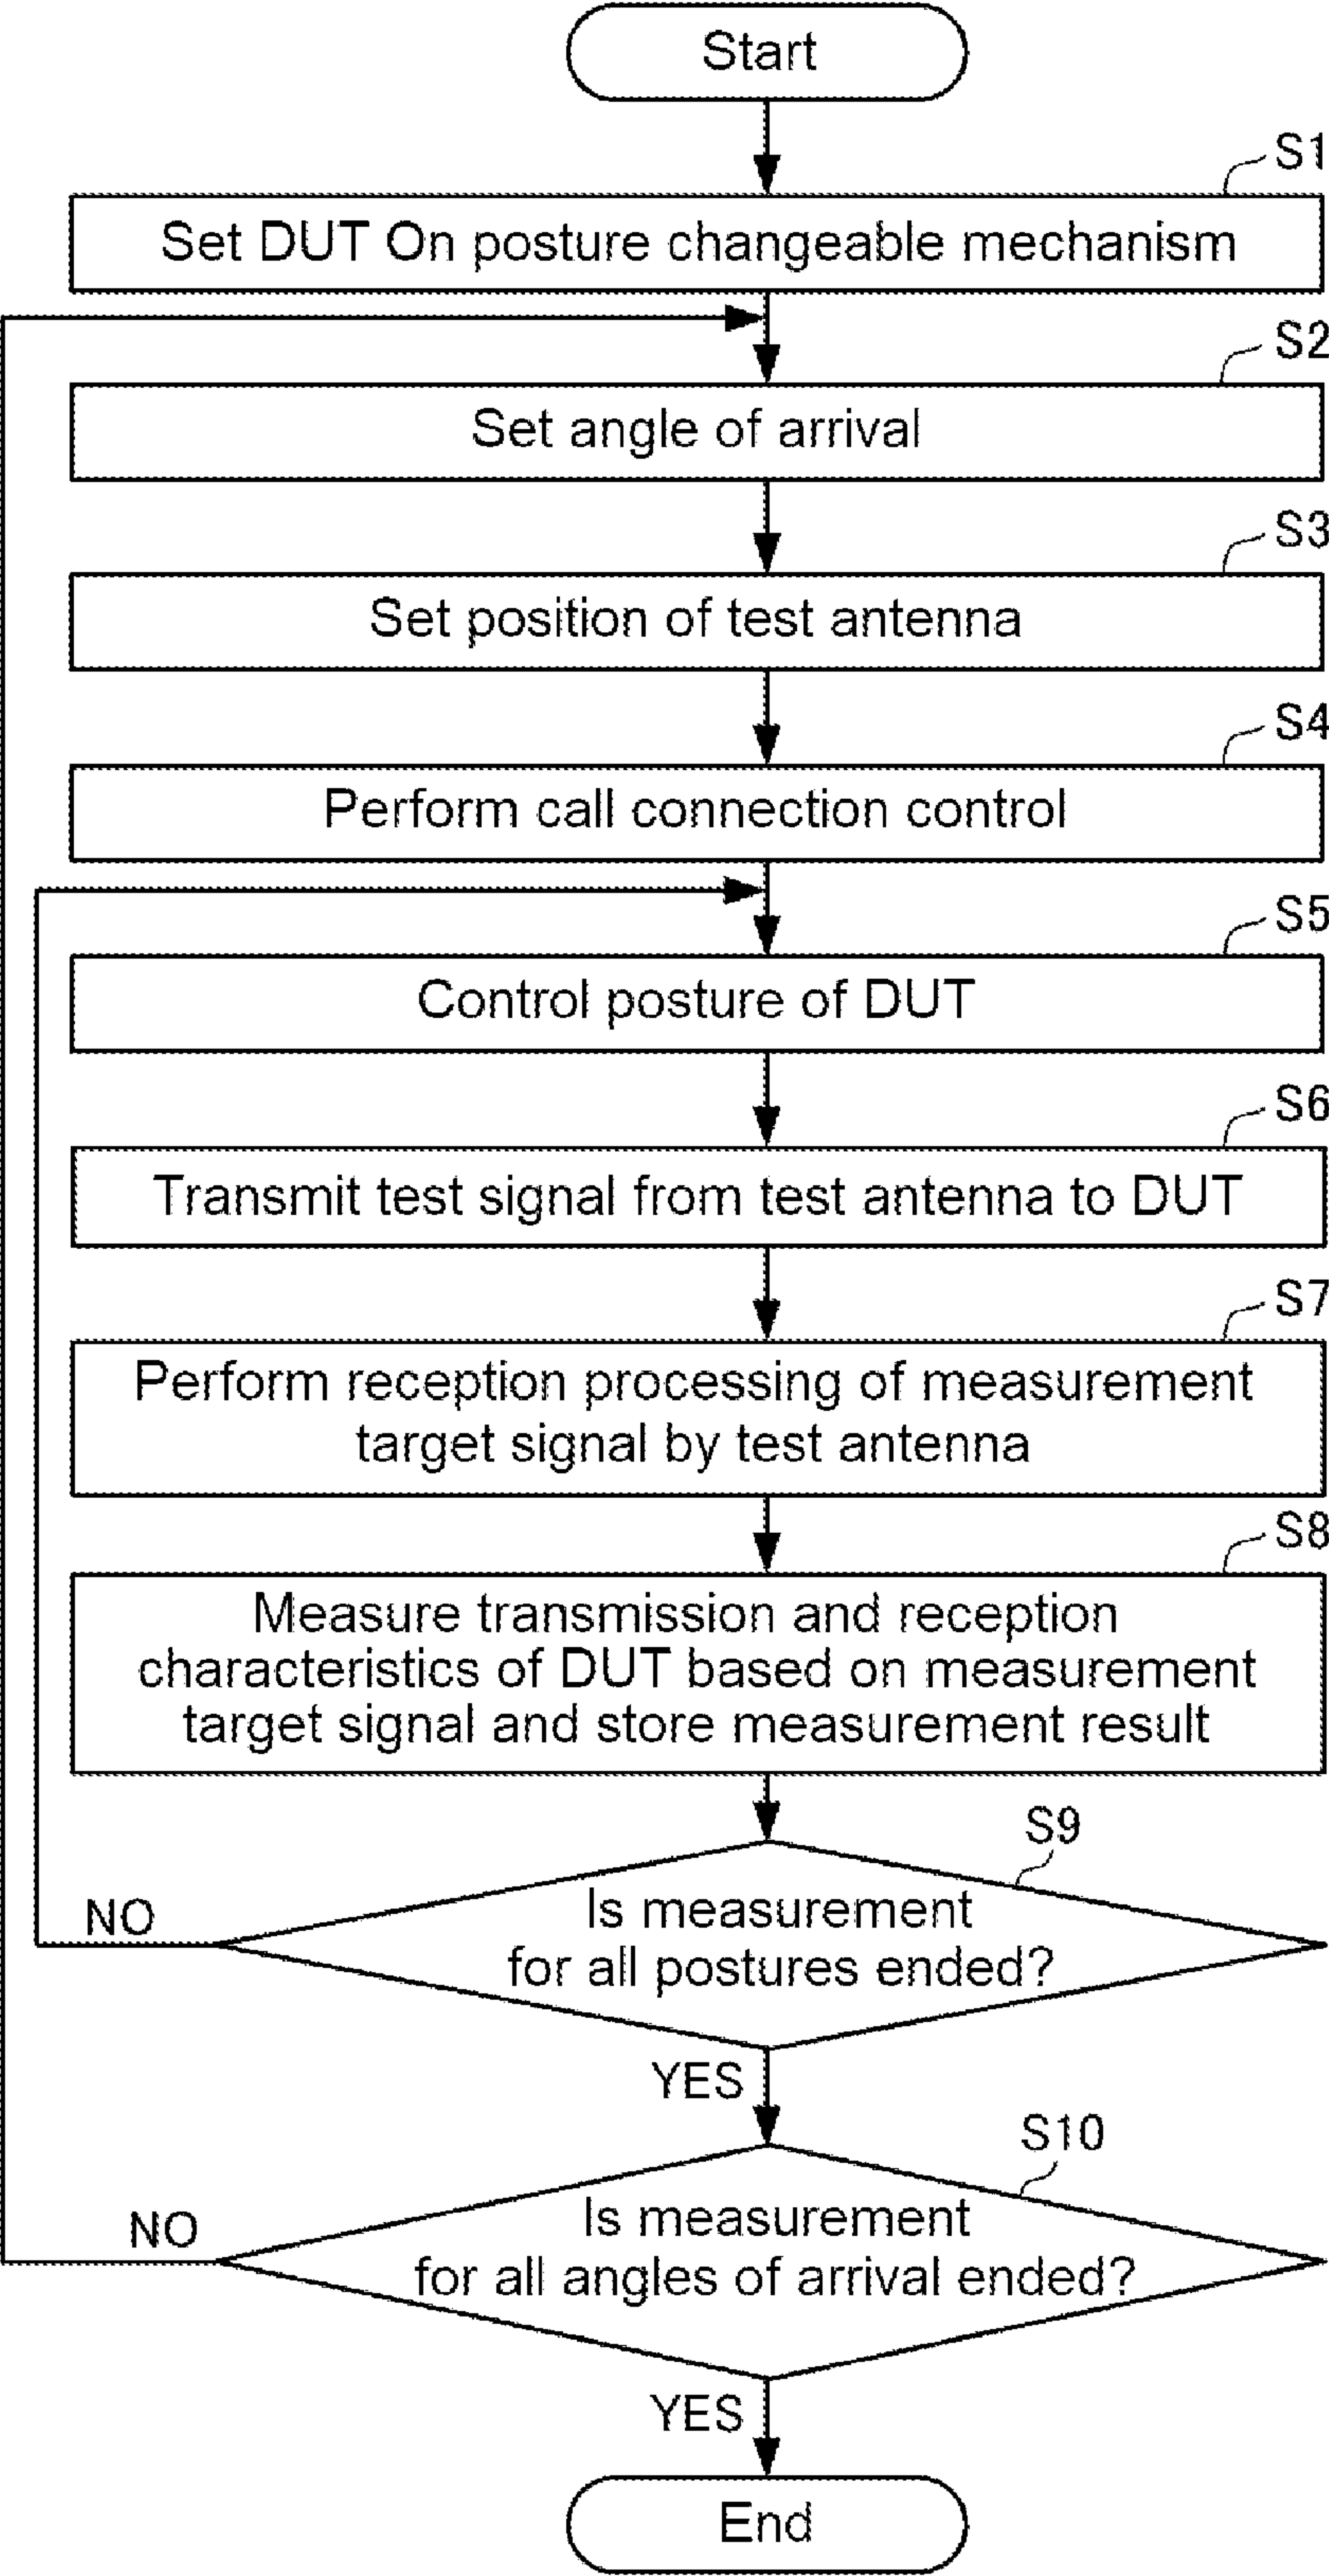 Start
S1
Set DUT On posture changeable mechanism
S2
Set angle of arrival
S3
Set position of test antenna
S4
Perform call connection control
S5
Control posture of DUT
S6
Transmit test signal from test antenna to DUT
S7
Perform reception processing of measurement
target signal by test antenna
S8
Measure transmission and reception
characteristics of DUT based on measurement
target signal and store measurement result
S9
Is measurement
for all postures ended?
NO
YES
S10
Is measurement
for all angles of arrival ended?
NO
YES
End